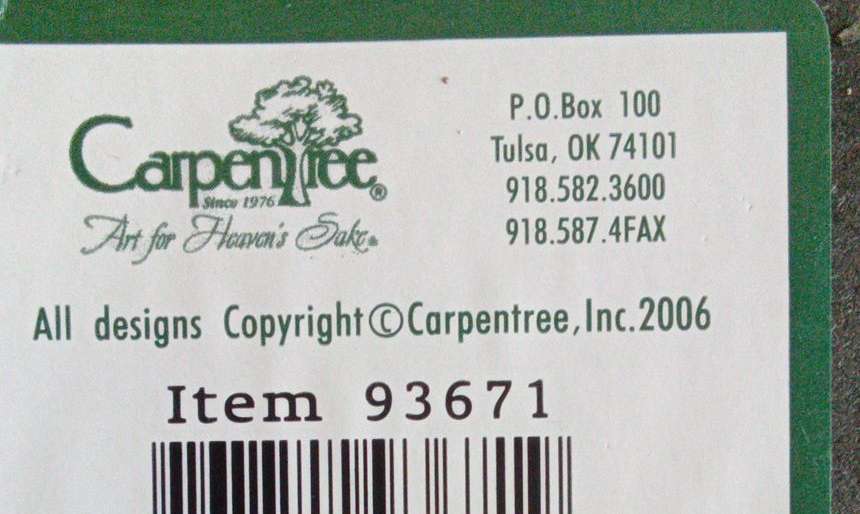 Carpentree®
Since 1976
Art for Heaven's Sake®
P.O.Box 100
Tulsa, OK 74101
918.582.3600
918.587.4FAX
All designs Copyright©Carpentree,Inc.2006
Item 93671